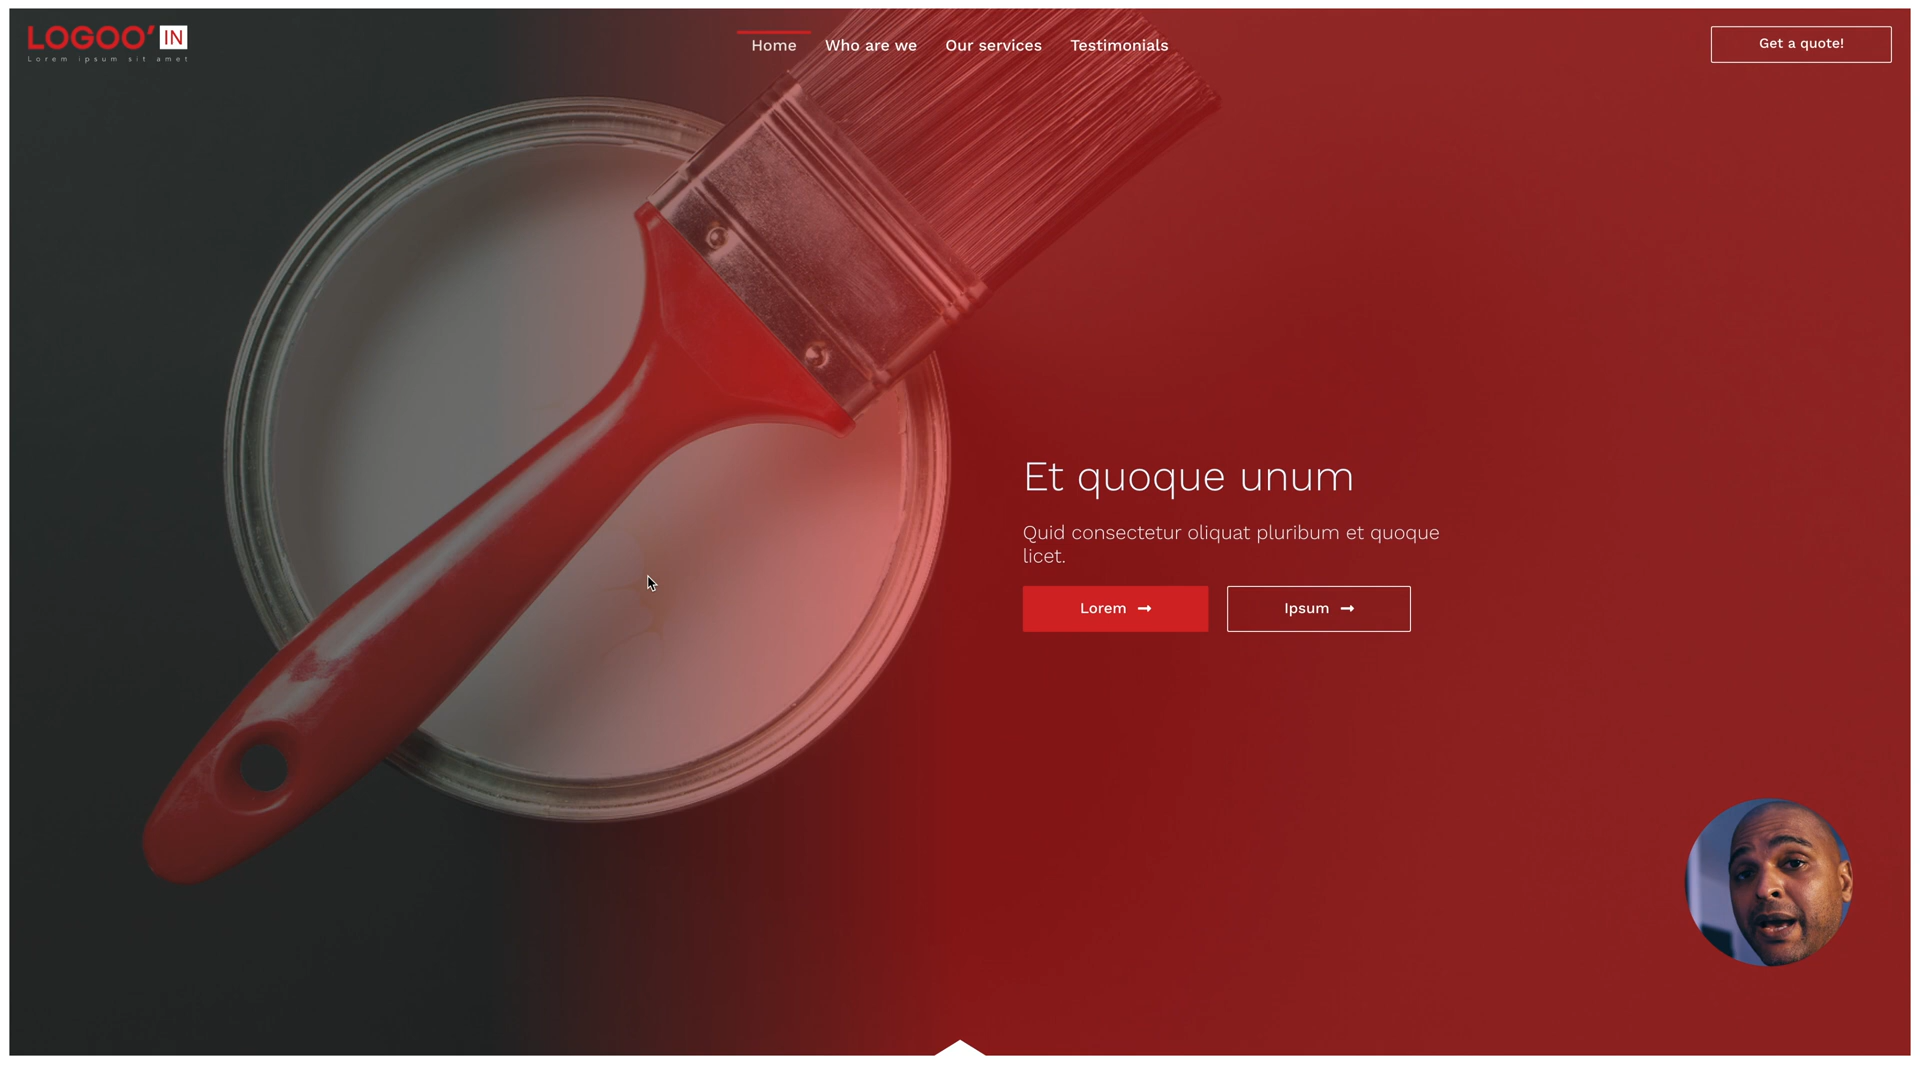 LOGOO’ IN
Lorem ipsum sit amet
Home
Who are we
Our services
Testimonials
Get a quote!
Et quoque unum
Quid consectetur oliquat pluribum et quoque
licet.
Lorem
Ipsum